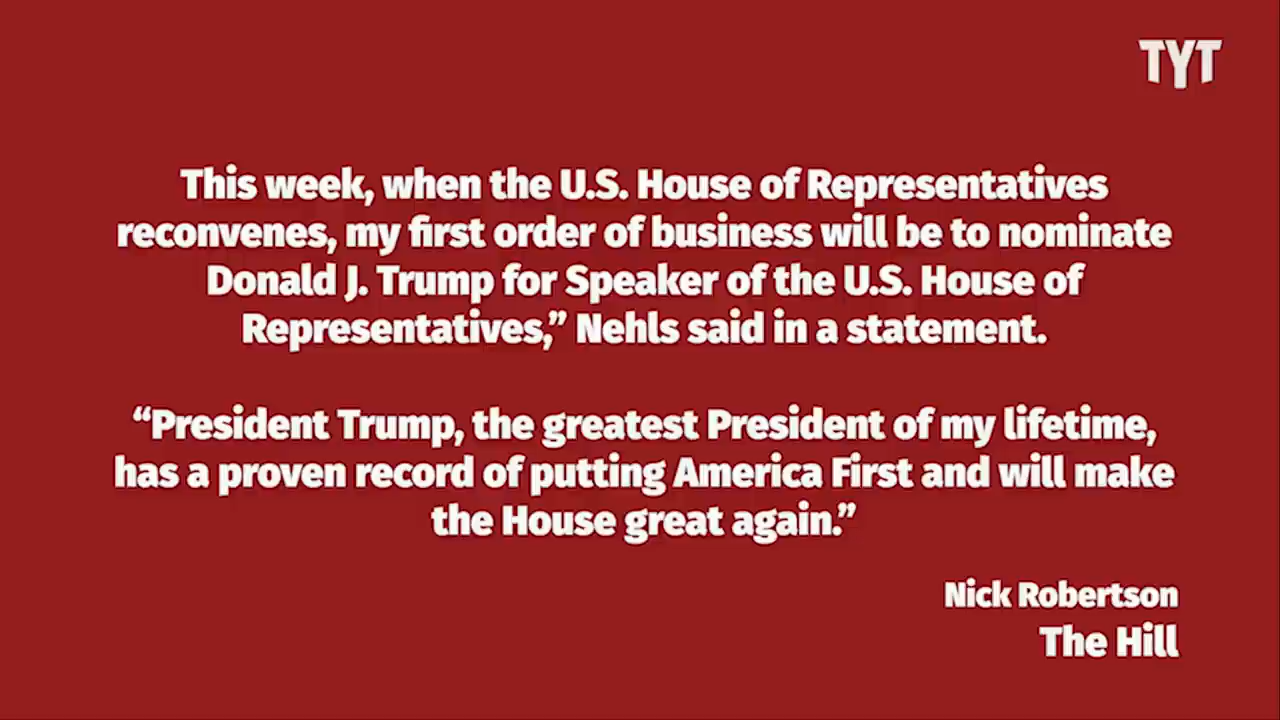 TYT
This week, when the U.S. House of Representatives
reconvenes, my first order of business will be to nominate
Donald J. Trump for Speaker of the U.S. House of
Representatives,” Nehls said in a statement.
“President Trump, the greatest President of my lifetime,
has a proven record of putting America First and will make
the House great again.”
Nick Robertson
The Hill